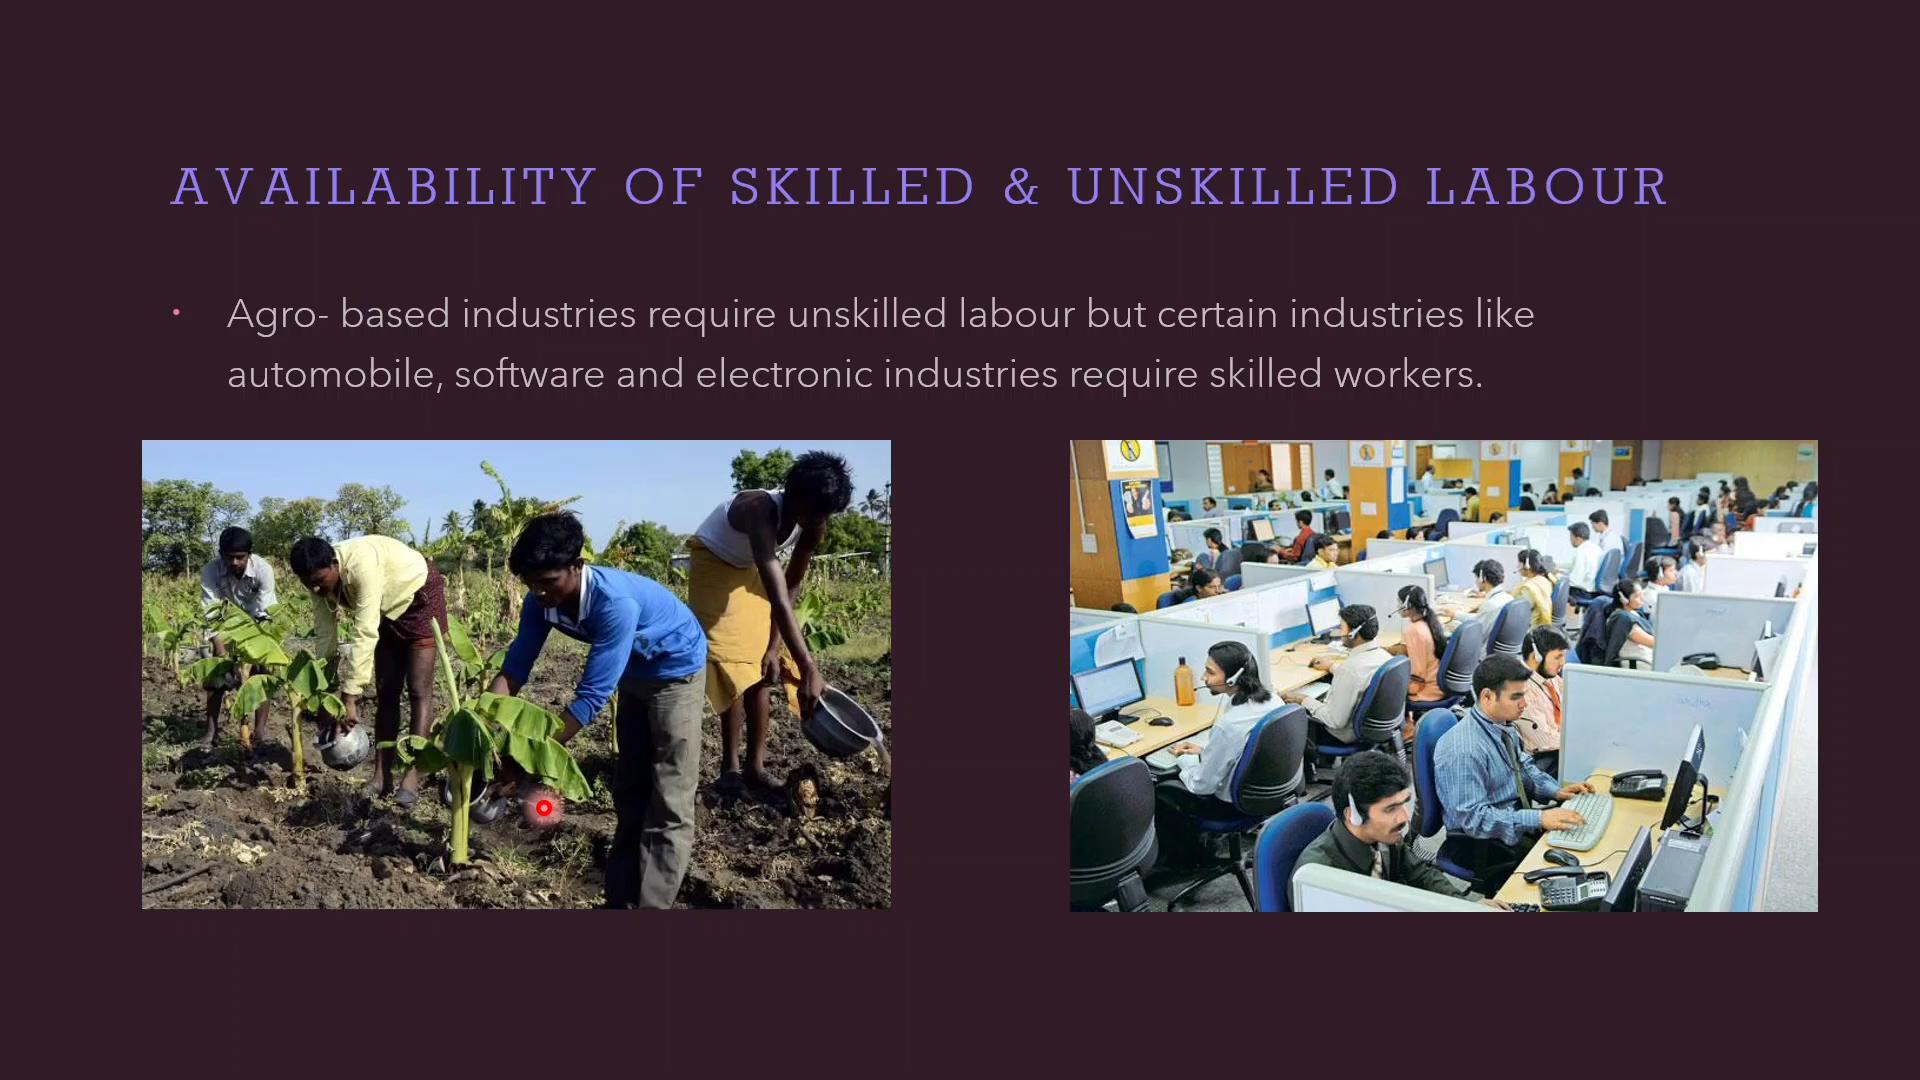 AVAILABILITY OF SKILLED & UNSKILLED LABOUR
• Agro- based industries require unskilled labour but certain industries like
automobile, software and electronic industries require skilled workers.